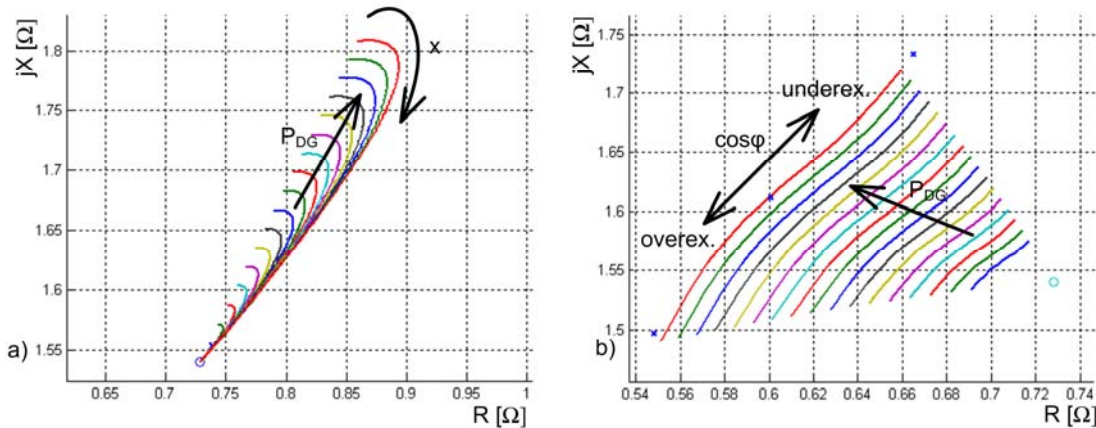 jX [Ω]
1.8
1.75
1.7
1.65
1.6
1.55
x
P_DG
a)
0.65 0.7 0.75 0.8 0.85 0.9 0.95 1
R [Ω]
jX [Ω]
1.75
1.7
1.65
1.6
1.55
1.5
underex.
cosφ
P_DG
overex.
b)
0.54 0.56 0.58 0.6 0.62 0.64 0.66 0.68 0.7 0.72 0.74
R [Ω]